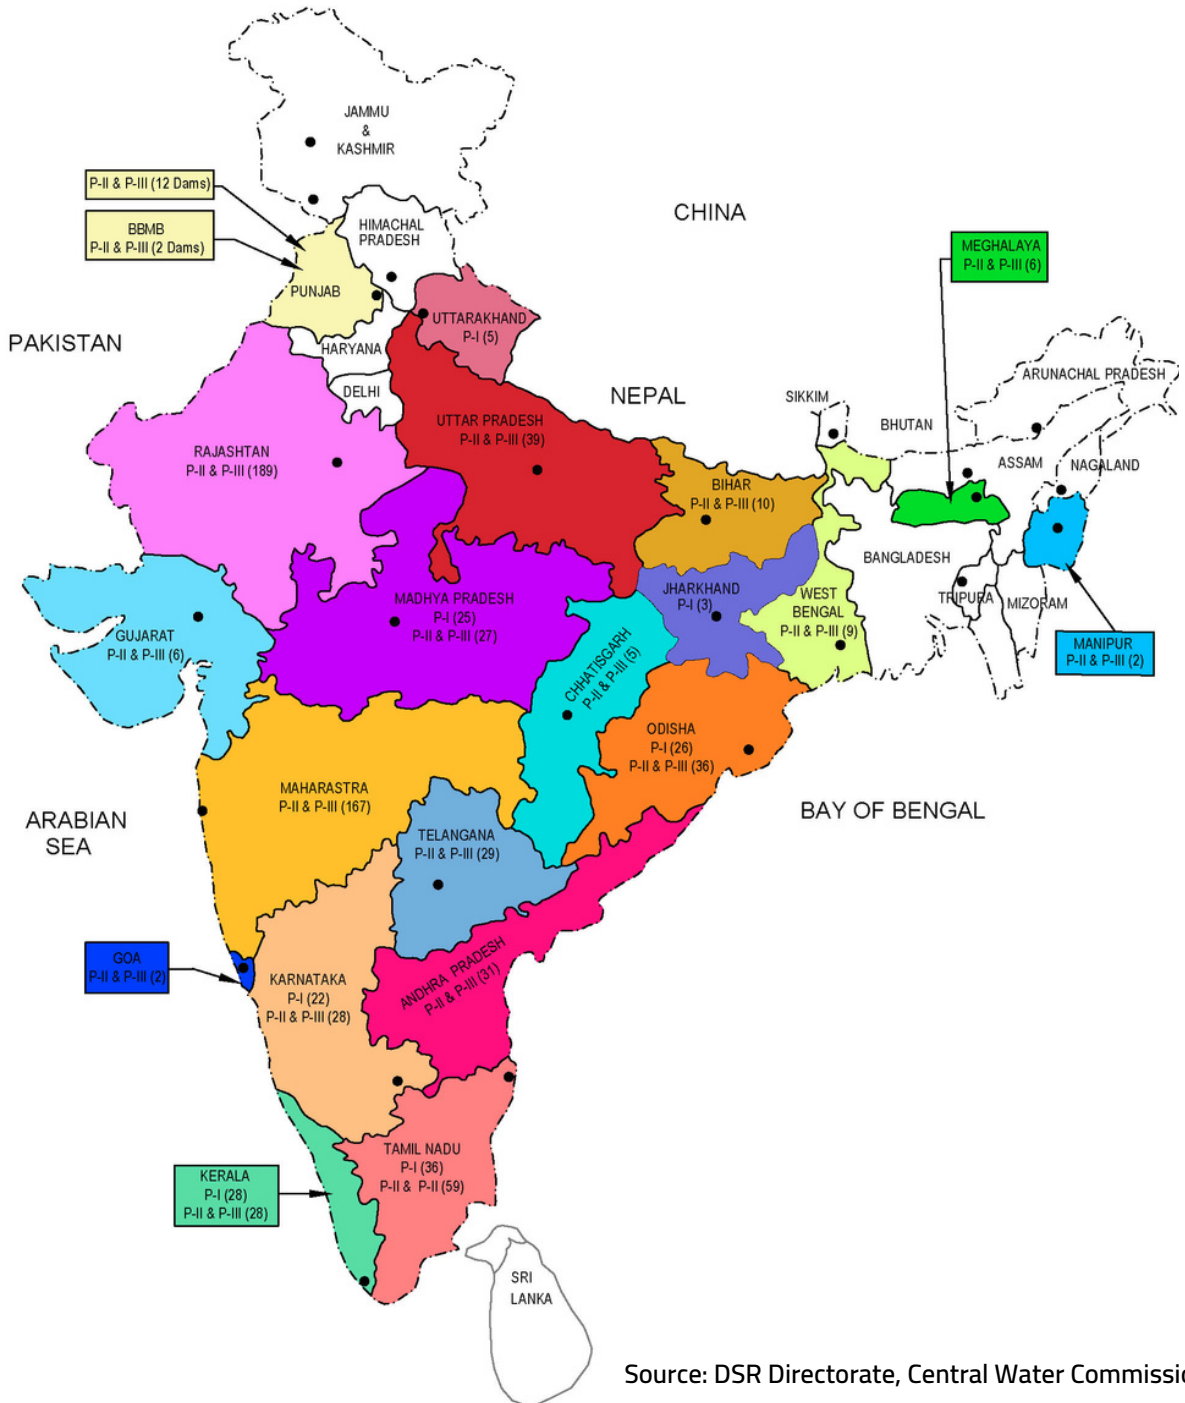 JAMMU
&
KASHMIR
P-II & P-III (12 Dams)
BBMB
P-II & P-III (2 Dams)
HIMACHAL
PRADESH
CHINA
MEGHALAYA
P-II & P-III (6)
PUNJAB
UTTARAKHAND
P-I (5)
PAKISTAN
HARYANA
DELHI
NEPAL
SIKKIM
BHUTAN
ARUNACHAL PRADESH
ASSAM
NAGALAND
UTTAR PRADESH
P-II & P-III (39)
RAJASHTAN
P-II & P-III (189)
BIHAR
P-II & P-III (10)
BANGLADESH
TRIPURA
MIZORAM
MANIPUR
P-II & P-III (2)
JHARKHAND
P-I (3)
WEST
BENGAL
P-II & P-III (9)
MADHYA PRADESH
P-I (25)
P-II & P-III (27)
GUJARAT
P-II & P-III (6)
CHHATISGARH
P-II & P-III (5)
ODISHA
P-I (26)
P-II & P-III (36)
MAHARASTRA
P-II & P-III (167)
ARABIAN
SEA
BAY OF BENGAL
TELANGANA
P-II & P-III (29)
GOA
P-II & P-III (2)
KARNATAKA
P-I (22)
P-II & P-III (28)
ANDHRA PRADESH
P-II & P-III (31)
TAMIL NADU
P-I (36)
P-II & P-II (59)
KERALA
P-I (28)
P-II & P-III (28)
SRI
LANKA
Source: DSR Directorate, Central Water Commissi